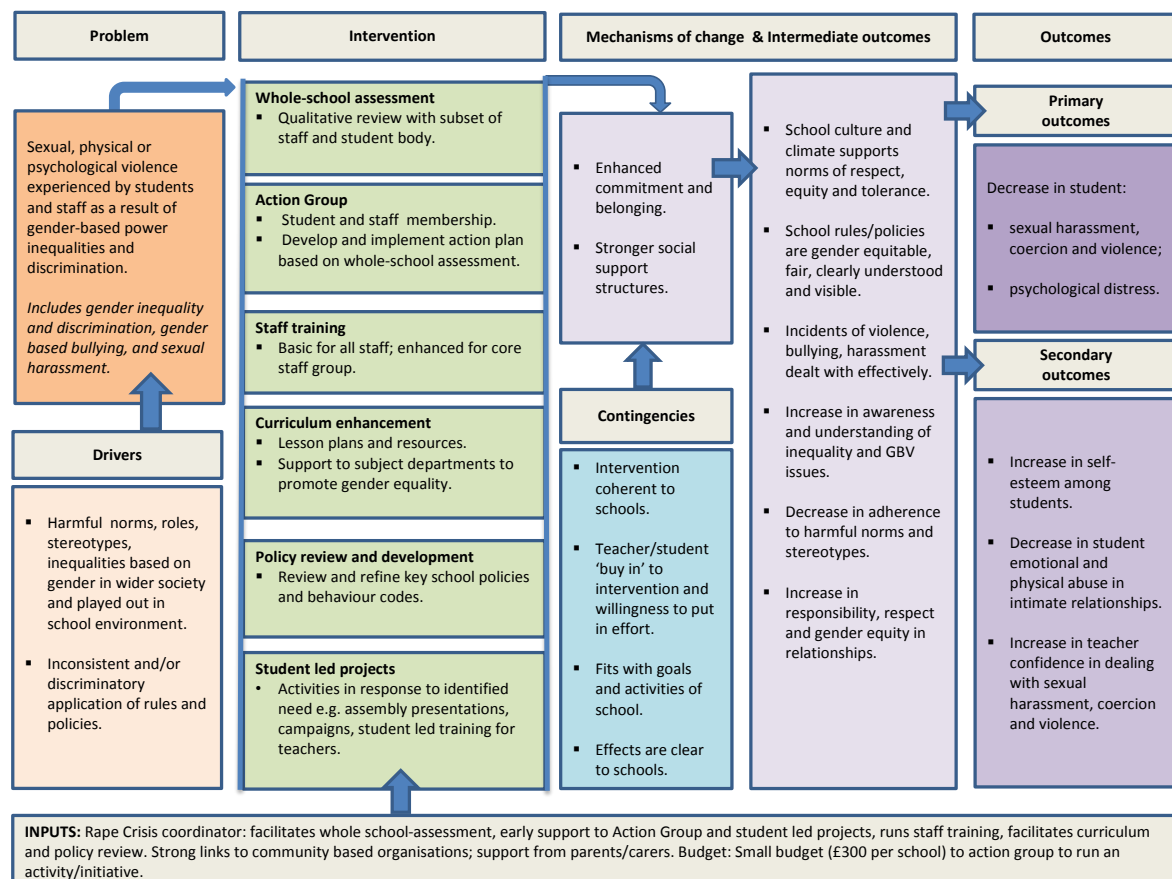 Problem
Intervention
Mechanisms of change & Intermediate outcomes
Outcomes
Sexual, physical or
psychological violence
experienced by students
and staff as a result of
gender-based power
inequalities and
discrimination.
Includes gender inequality
and discrimination, gender
based bullying, and sexual
harassment.
Drivers
▪ Harmful norms, roles,
stereotypes,
inequalities based on
gender in wider society
and played out in
school environment.
▪ Inconsistent and/or
discriminatory
application of rules and
policies.
Whole-school assessment
▪ Qualitative review with subset of
staff and student body.
Action Group
▪ Student and staff membership.
▪ Develop and implement action plan
based on whole-school assessment.
Staff training
▪ Basic for all staff; enhanced for core
staff group.
Curriculum enhancement
▪ Lesson plans and resources.
▪ Support to subject departments to
promote gender equality.
Policy review and development
▪ Review and refine key school policies
and behaviour codes.
Student led projects
• Activities in response to identified
need e.g. assembly presentations,
campaigns, student led training for
teachers.
▪ Enhanced
commitment and
belonging.
▪ Stronger social
support
structures.
Contingencies
▪ Intervention
coherent to
schools.
▪ Teacher/student
‘buy in’ to
intervention and
willingness to put
in effort.
▪ Fits with goals
and activities of
school.
▪ Effects are clear
to schools.
▪ School culture and
climate supports
norms of respect,
equity and tolerance.
▪ School rules/policies
are gender equitable,
fair, clearly understood
and visible.
▪ Incidents of violence,
bullying, harassment
dealt with effectively.
▪ Increase in awareness
and understanding of
inequality and GBV
issues.
▪ Decrease in adherence
to harmful norms and
stereotypes.
▪ Increase in
responsibility, respect
and gender equity in
relationships.
Primary
outcomes
Decrease in student:
▪ sexual harassment,
coercion and violence;
▪ psychological distress.
Secondary
outcomes
▪ Increase in self-
esteem among
students.
▪ Decrease in student
emotional and
physical abuse in
intimate relationships.
▪ Increase in teacher
confidence in dealing
with sexual
harassment, coercion
and violence.
INPUTS: Rape Crisis coordinator: facilitates whole school-assessment, early support to Action Group and student led projects, runs staff training, facilitates curriculum
and policy review. Strong links to community based organisations; support from parents/carers. Budget: Small budget (£300 per school) to action group to run an
activity/initiative.